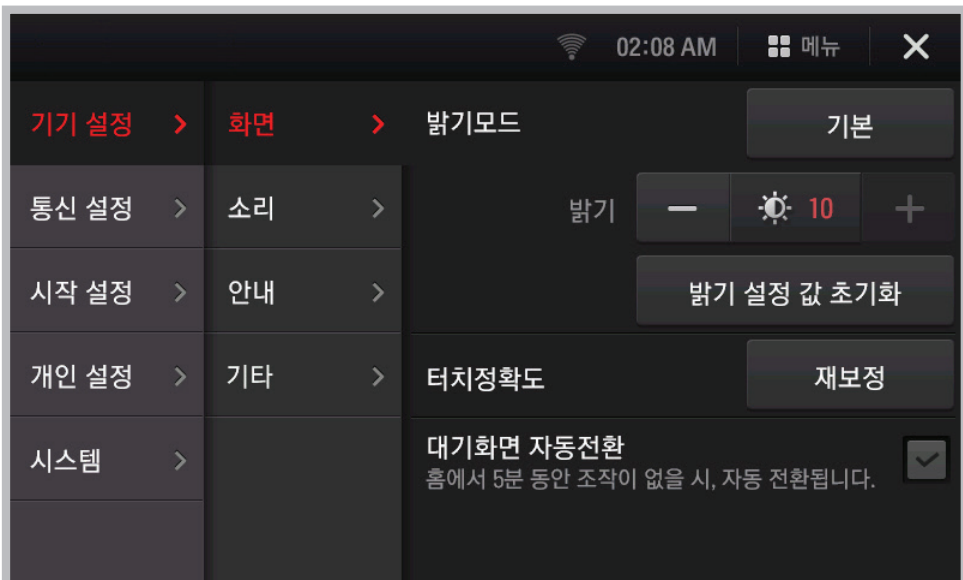 02:08 AM 메뉴
기기 설정 화면 밝기모드 기본
통신 설정 소리 밝기 10
시작 설정 안내 밝기 설정 값 초기화
개인 설정 기타 터치정확도 재보정
시스템 대기화면 자동전환
홈에서 5분 동안 조작이 없을 시, 자동 전환됩니다.